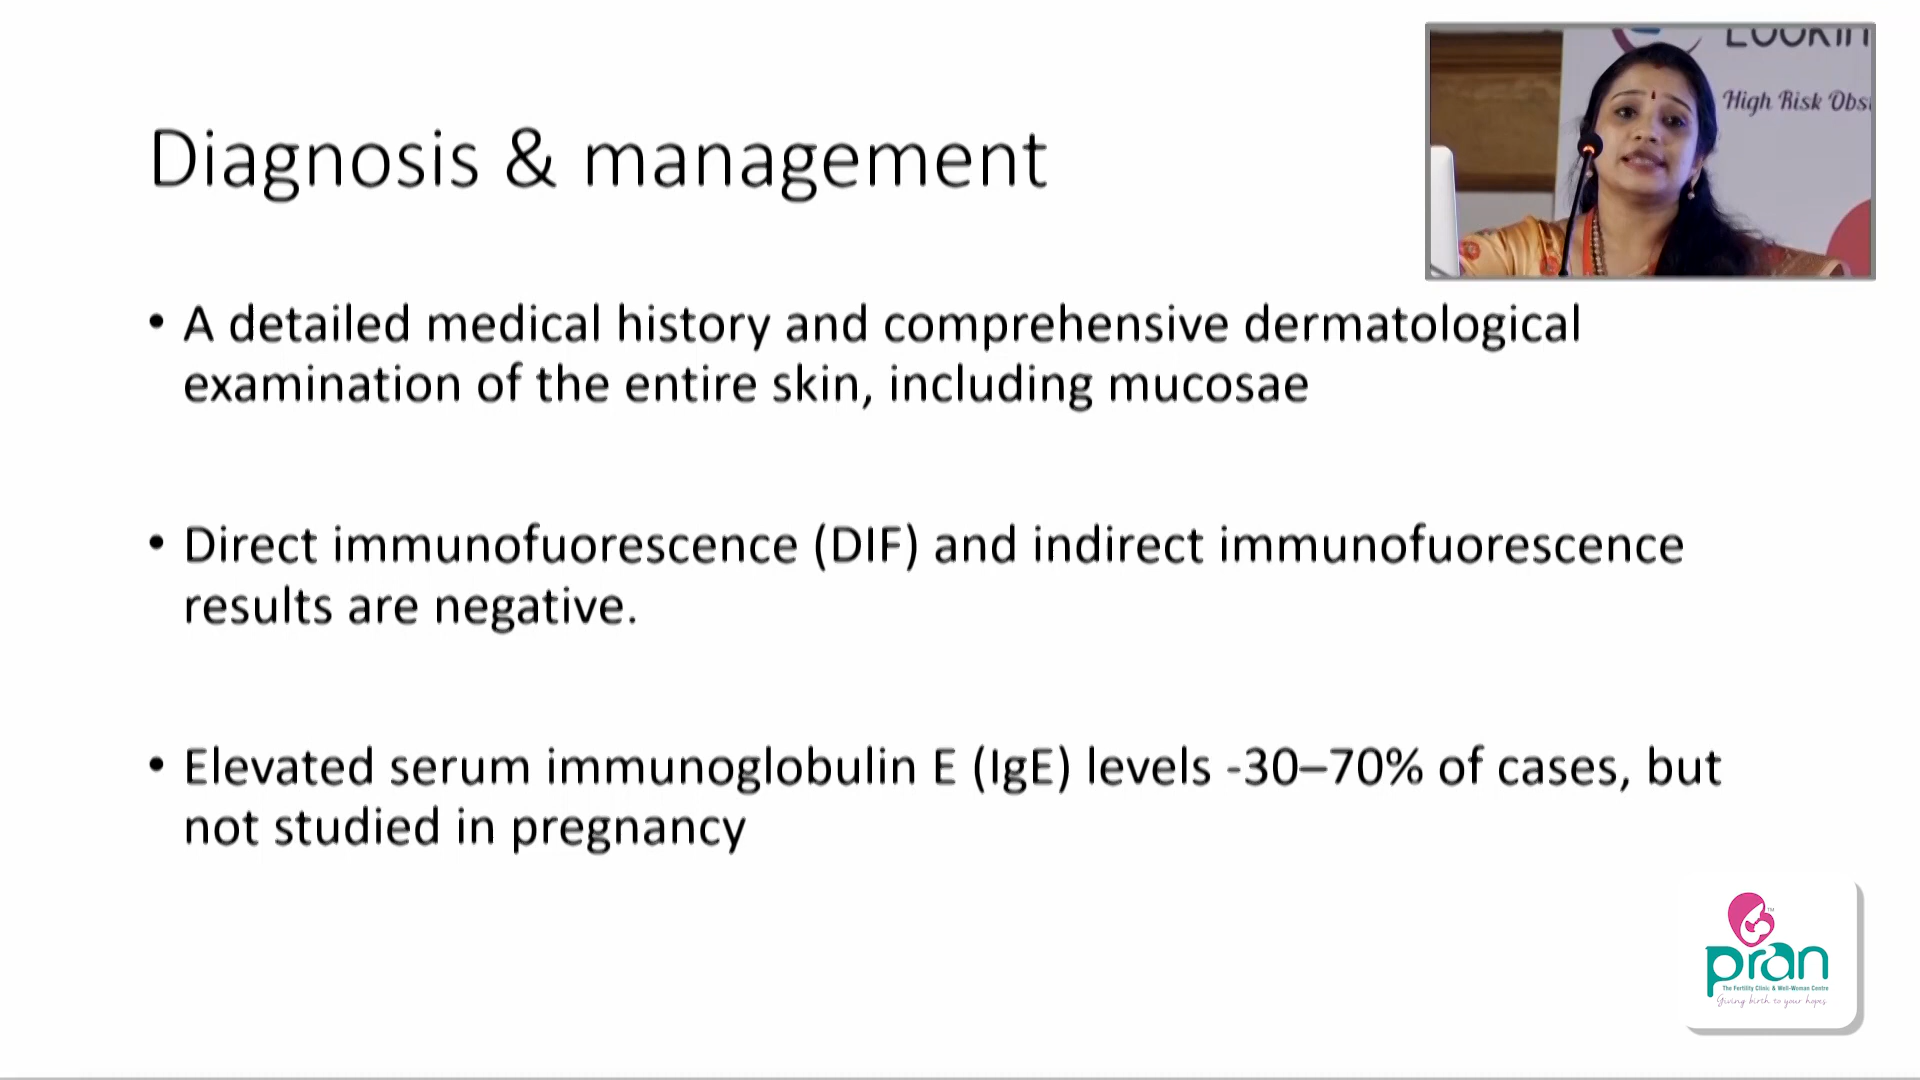 LOOKIN
High Risk Obs
Diagnosis & management
• A detailed medical history and comprehensive dermatological
examination of the entire skin, including mucosae
• Direct immunofuorescence (DIF) and indirect immunofuorescence
results are negative.
• Elevated serum immunoglobulin E (IgE) levels -30–70% of cases, but
not studied in pregnancy
pran
TM
The Fertility Clinic & Well-Woman Centre
Giving birth to your hopes